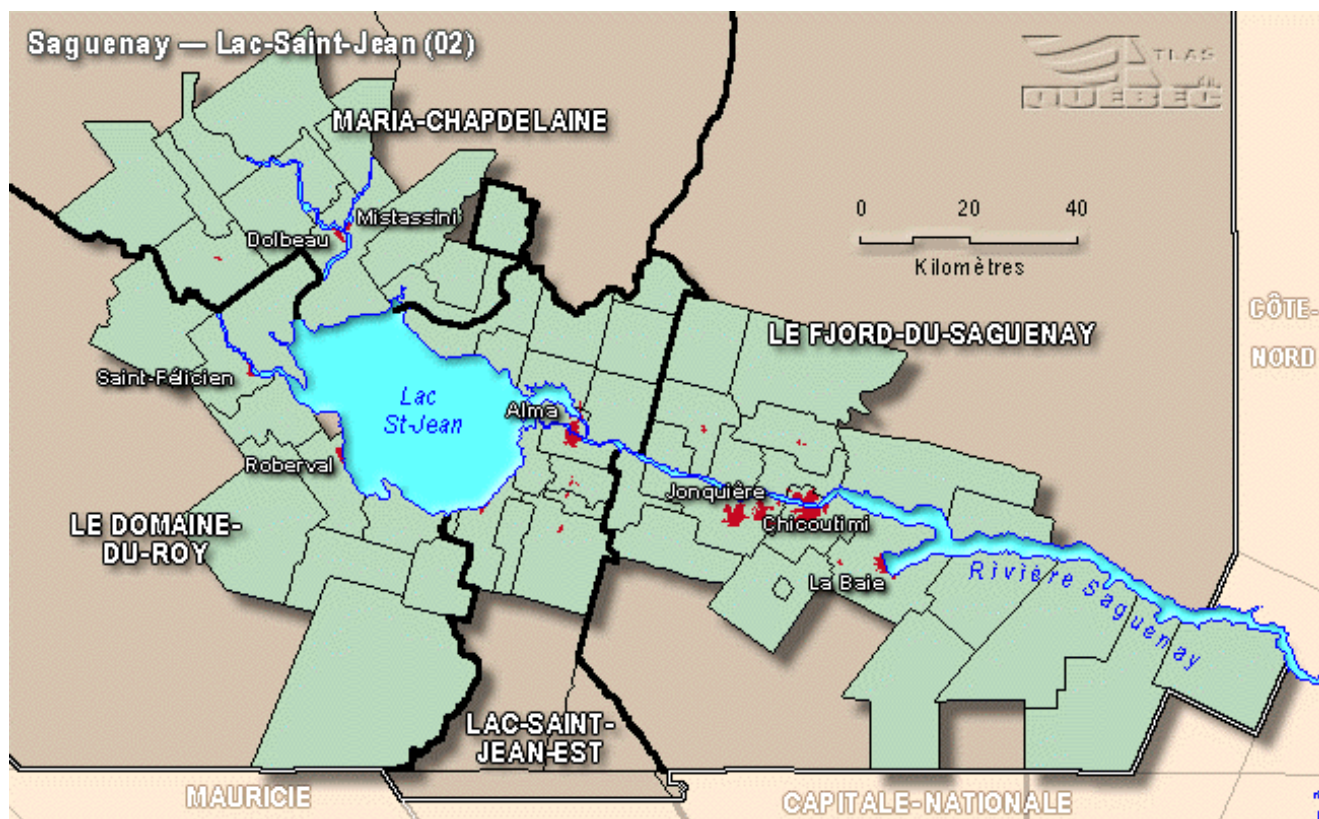 Saguenay — Lac-Saint-Jean (02)
ATLAS
du
QUÉBEC
MARIA-CHAPDELAINE
Mistassini
Dolbeau
0 20 40
Kilomètres
CÔTE-
NORD
LE FJORD-DU-SAGUENAY
Saint-Félicien
Lac
St-Jean
Alma
Roberval
Jonquière
Chicoutimi
LE DOMAINE-
DU-ROY
La Baie
Rivière Saguenay
LAC-SAINT-
JEAN-EST
MAURICIE
CAPITALE-NATIONALE